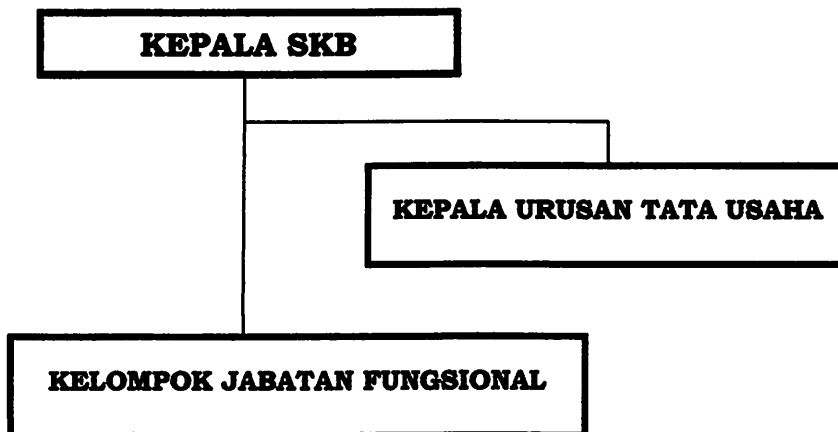 KEPALA SKB
KEPALA URUSAN TATA USAHA
KELOMPOK JABATAN FUNGSIONAL